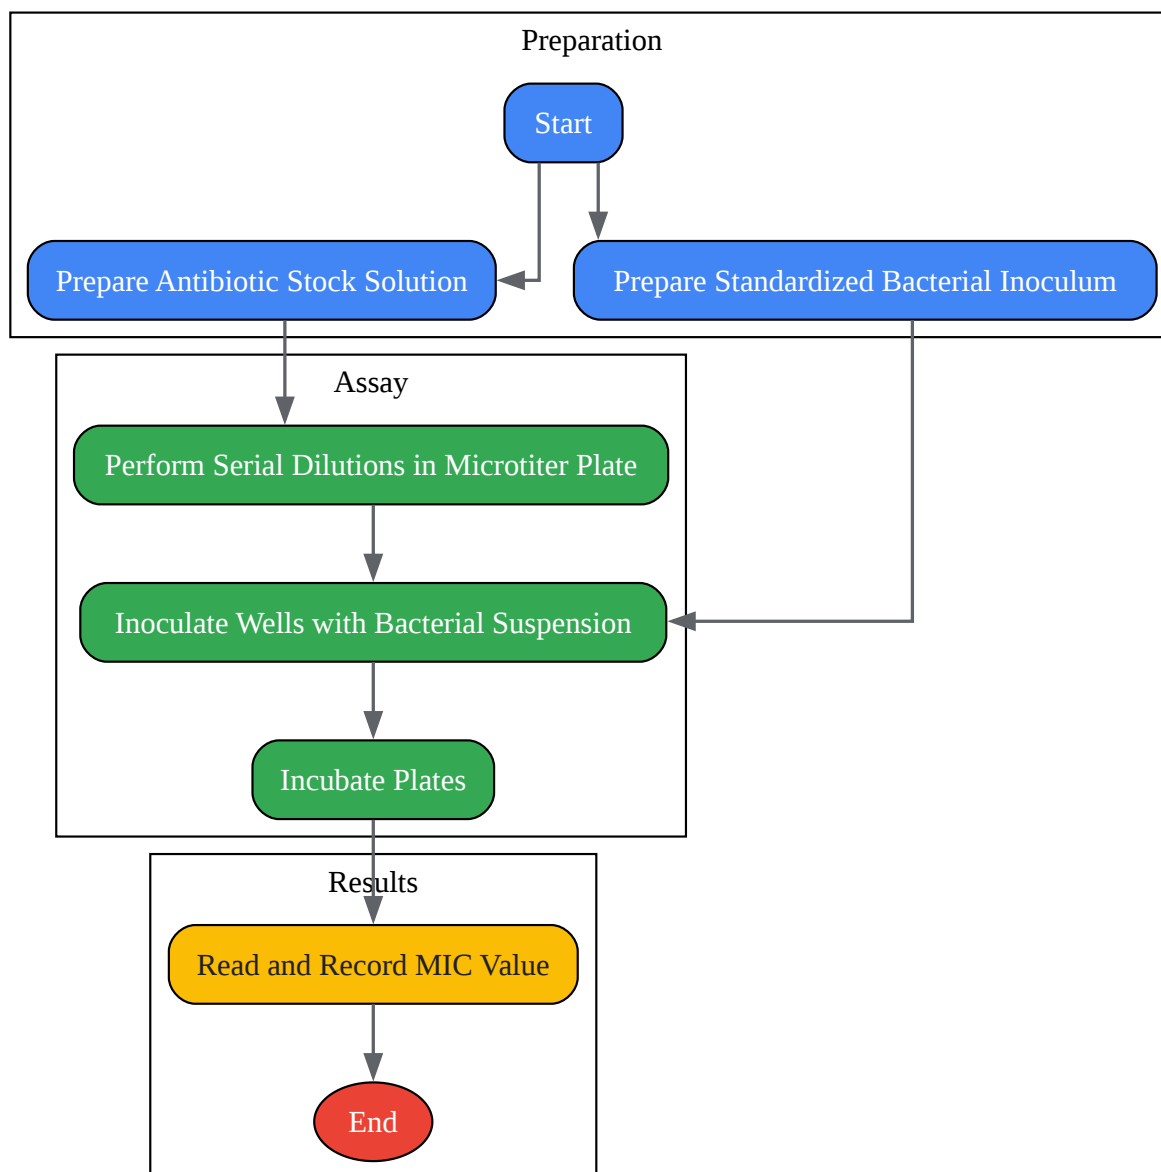 Preparation
Start
Prepare Antibiotic Stock Solution
Prepare Standardized Bacterial Inoculum
Assay
Perform Serial Dilutions in Microtiter Plate
Inoculate Wells with Bacterial Suspension
Incubate Plates
Results
Read and Record MIC Value
End